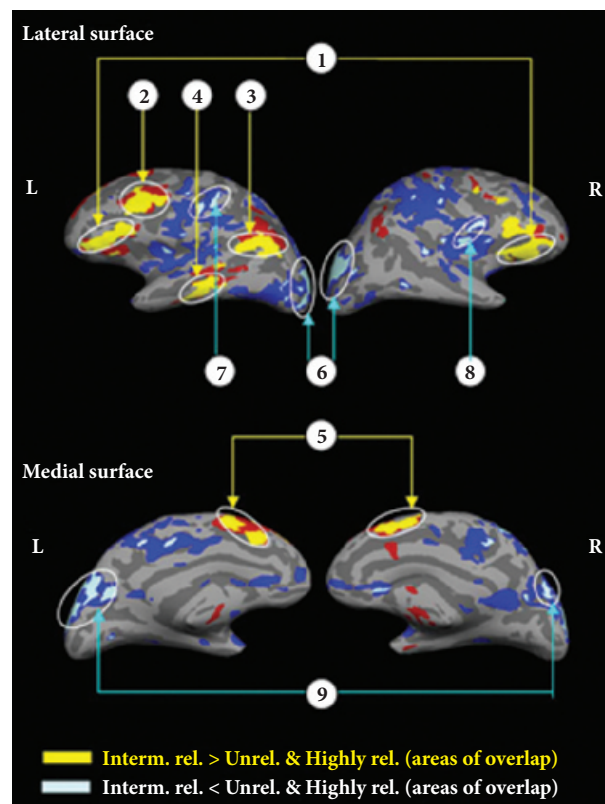 Lateral surface
1
2
4
3
L
R
7
6
8
5
Medial surface
L
R
9
Interm. rel. > Unrel. & Highly rel. (areas of overlap)
Interm. rel. < Unrel. & Highly rel. (areas of overlap)